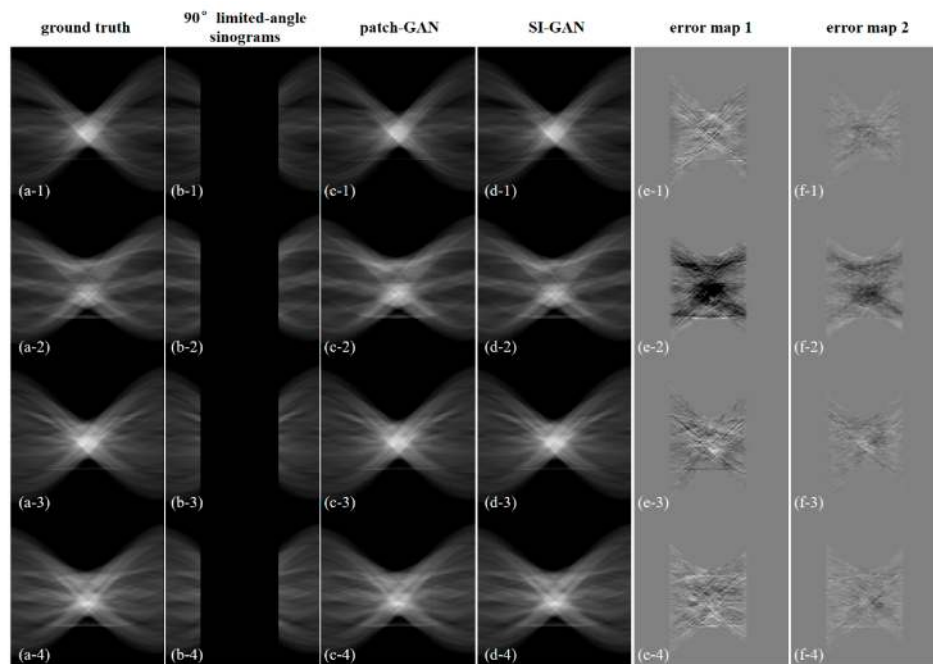 ground truth
90° limited-angle
sinograms
patch-GAN
SI-GAN
error map 1
error map 2
(a-1)
(b-1)
(c-1)
(d-1)
(e-1)
(f-1)
(a-2)
(b-2)
(c-2)
(d-2)
(e-2)
(f-2)
(a-3)
(b-3)
(c-3)
(d-3)
(e-3)
(f-3)
(a-4)
(b-4)
(c-4)
(d-4)
(e-4)
(f-4)